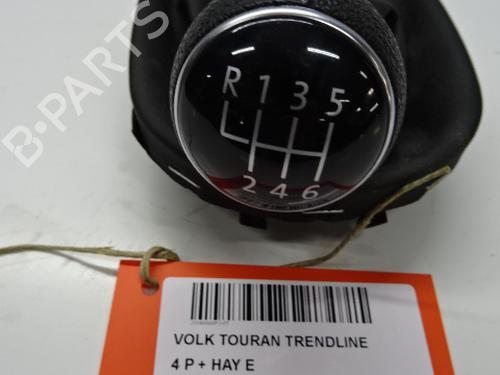 B-PARTS
R 1 3 5
2 4 6
VOLK TOURAN TRENDLINE
4 P + HAY E